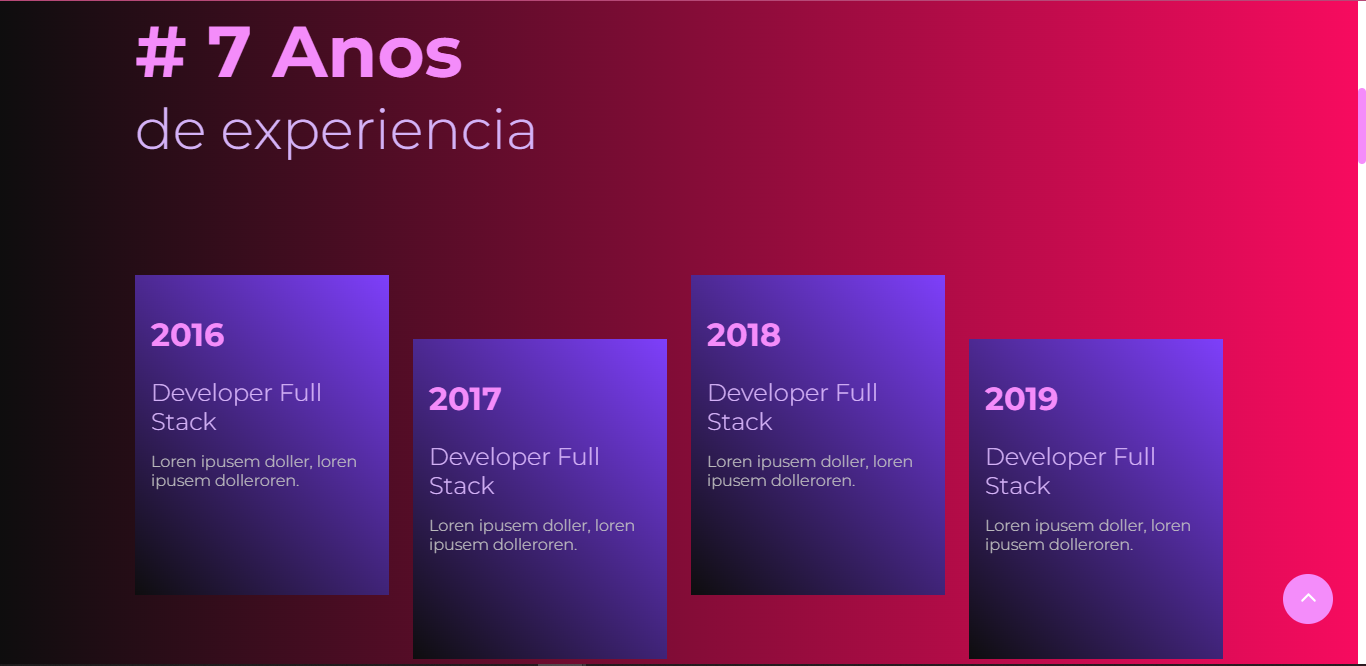 # 7 Anos
de experiencia
2016
Developer Full
Stack
Loren ipusem doller, loren
ipusem dolleroren.
2017
Developer Full
Stack
Loren ipusem doller, loren
ipusem dolleroren.
2018
Developer Full
Stack
Loren ipusem doller, loren
ipusem dolleroren.
2019
Developer Full
Stack
Loren ipusem doller, loren
ipusem dolleroren.